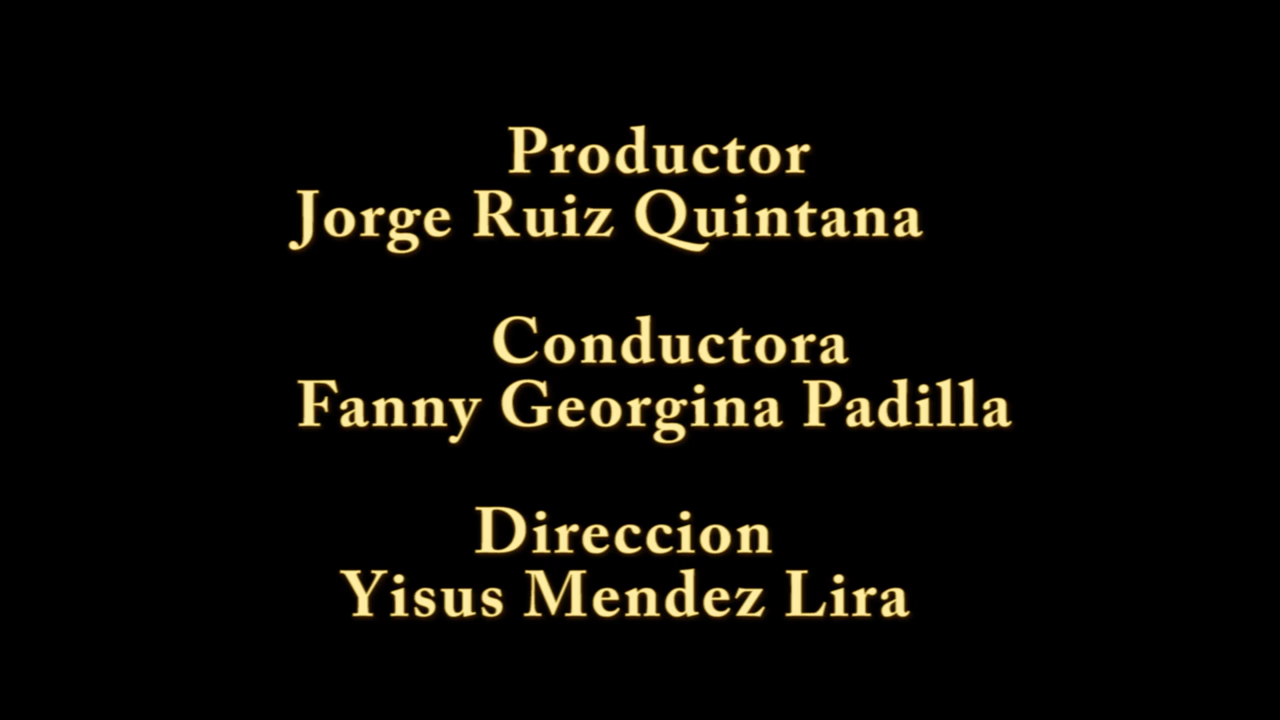 Productor
Jorge Ruiz Quintana
Conductora
Fanny Georgina Padilla
Direccion
Yisus Mendez Lira